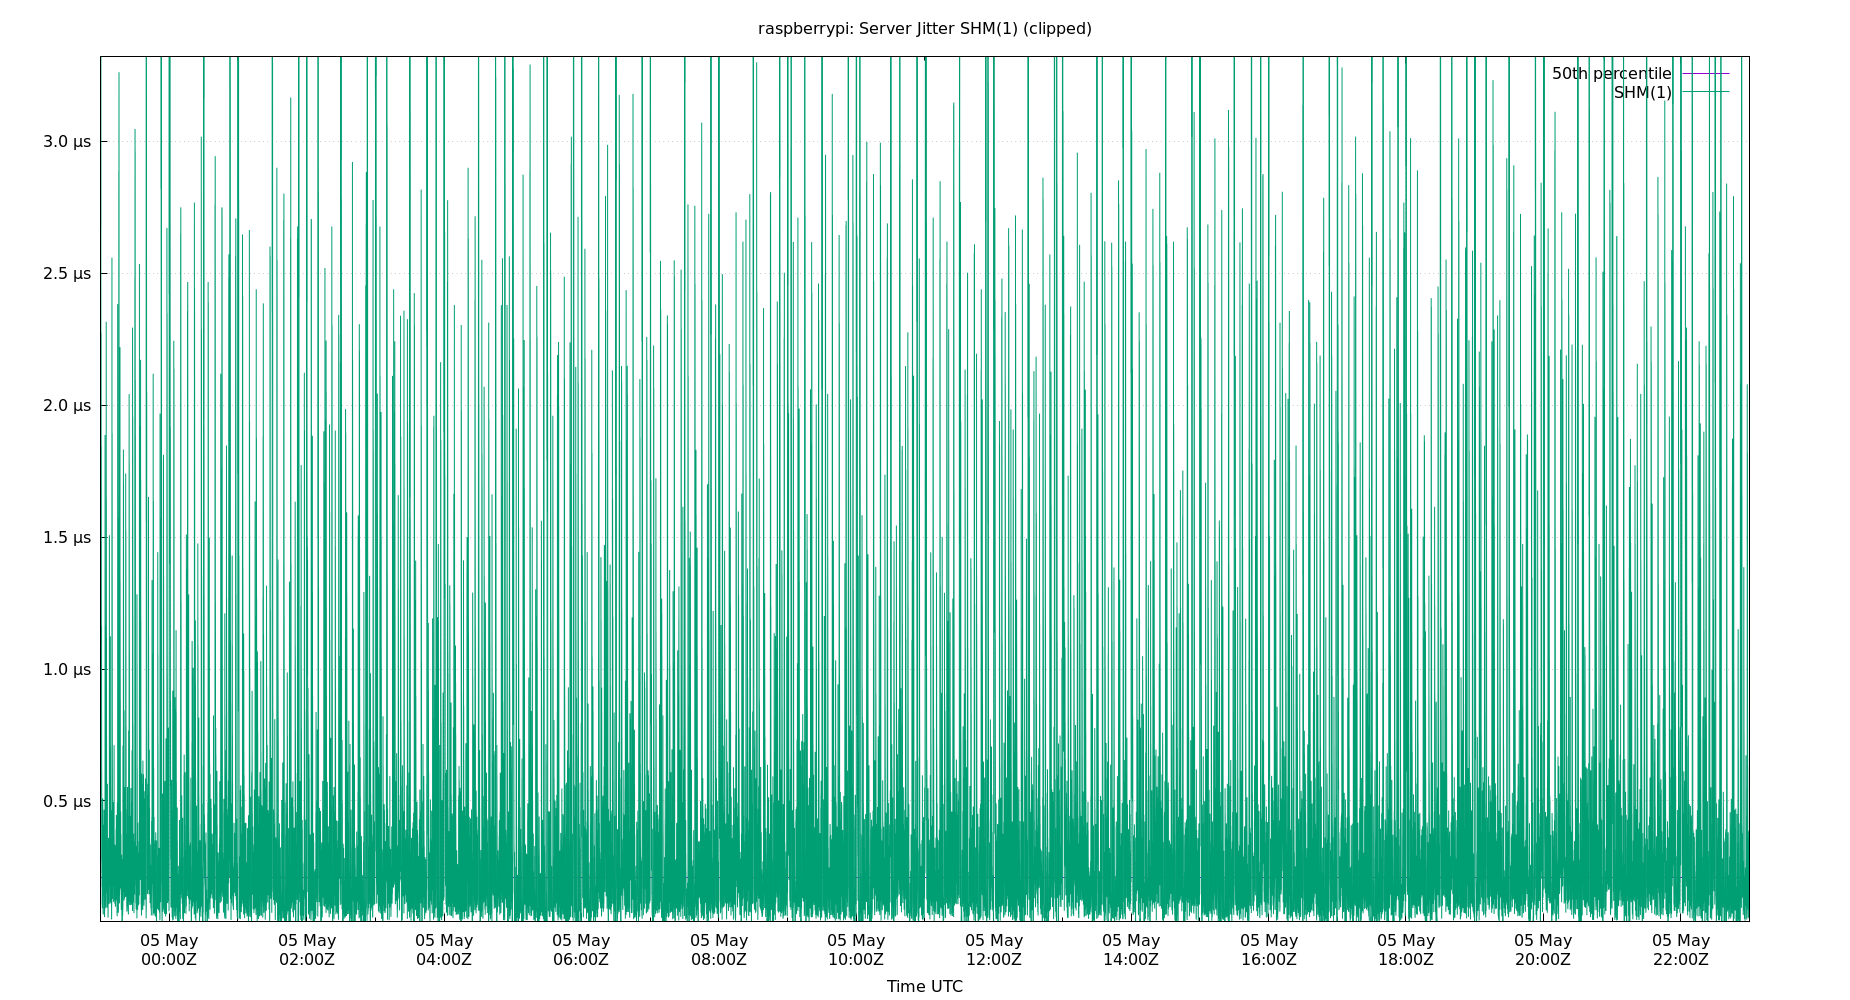 raspberrypi: Server Jitter SHM(1) (clipped)
50th percentile
SHM(1)
3.0 µs
2.5 µs
2.0 µs
1.5 µs
1.0 µs
0.5 µs
05 May 05 May 05 May 05 May 05 May 05 May 05 May 05 May 05 May 05 May 05 May 05 May
00:00Z 02:00Z 04:00Z 06:00Z 08:00Z 10:00Z 12:00Z 14:00Z 16:00Z 18:00Z 20:00Z 22:00Z
Time UTC